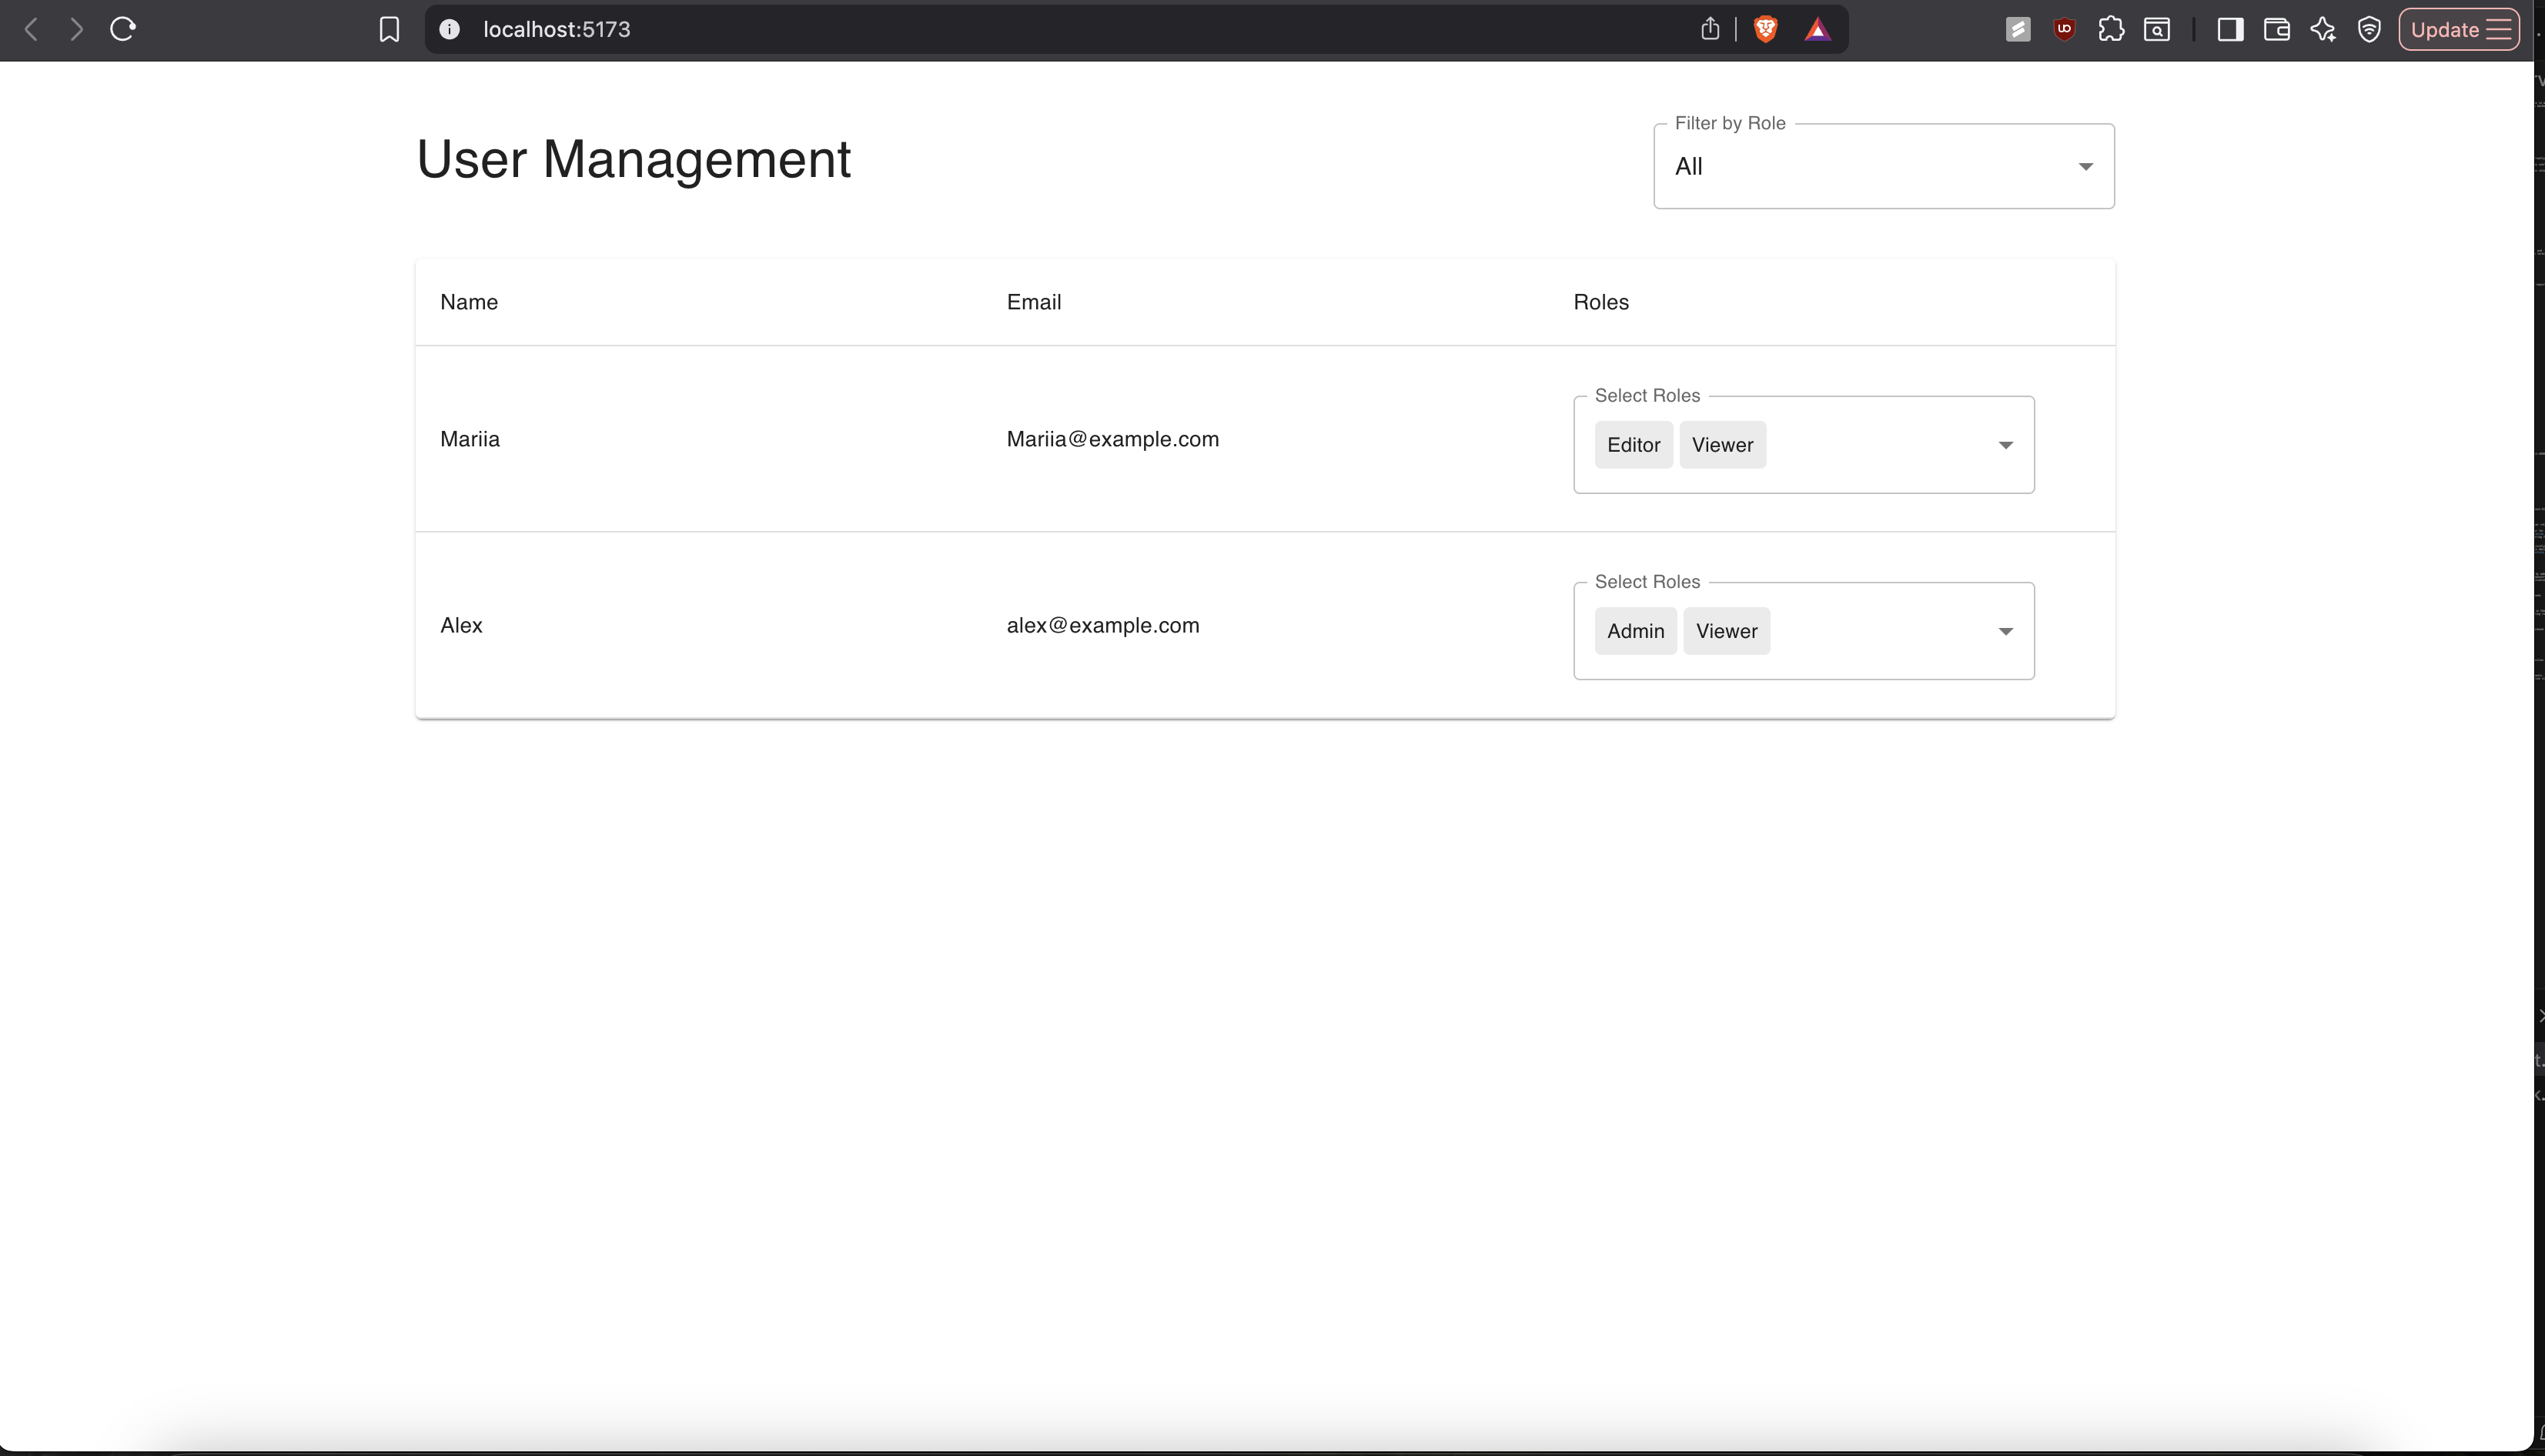 localhost:5173
Update
User Management
Filter by Role
All
Name Email Roles
Select Roles
Mariia Mariia@example.com Editor Viewer
Select Roles
Alex alex@example.com Admin Viewer